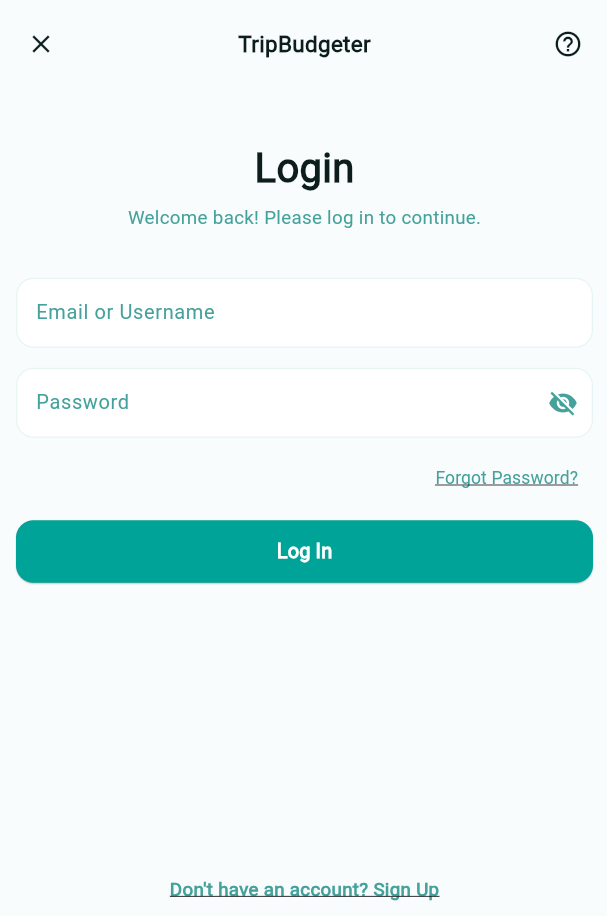 TripBudgeter
Login
Welcome back! Please log in to continue.
Email or Username
Password
Forgot Password?
Log In
Don't have an account? Sign Up